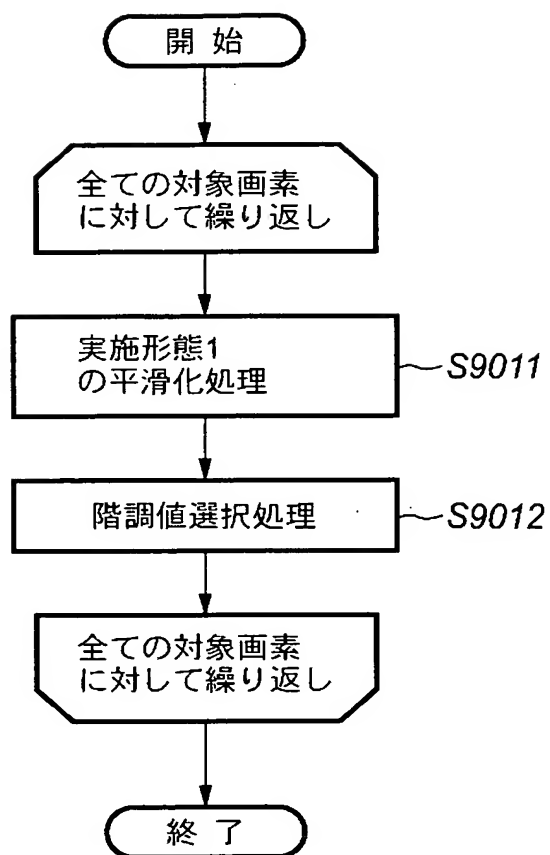 開始
全ての対象画素
に対して繰り返し
実施形態1
の平滑化処理
S9011
階調値選択処理
S9012
全ての対象画素
に対して繰り返し
終了